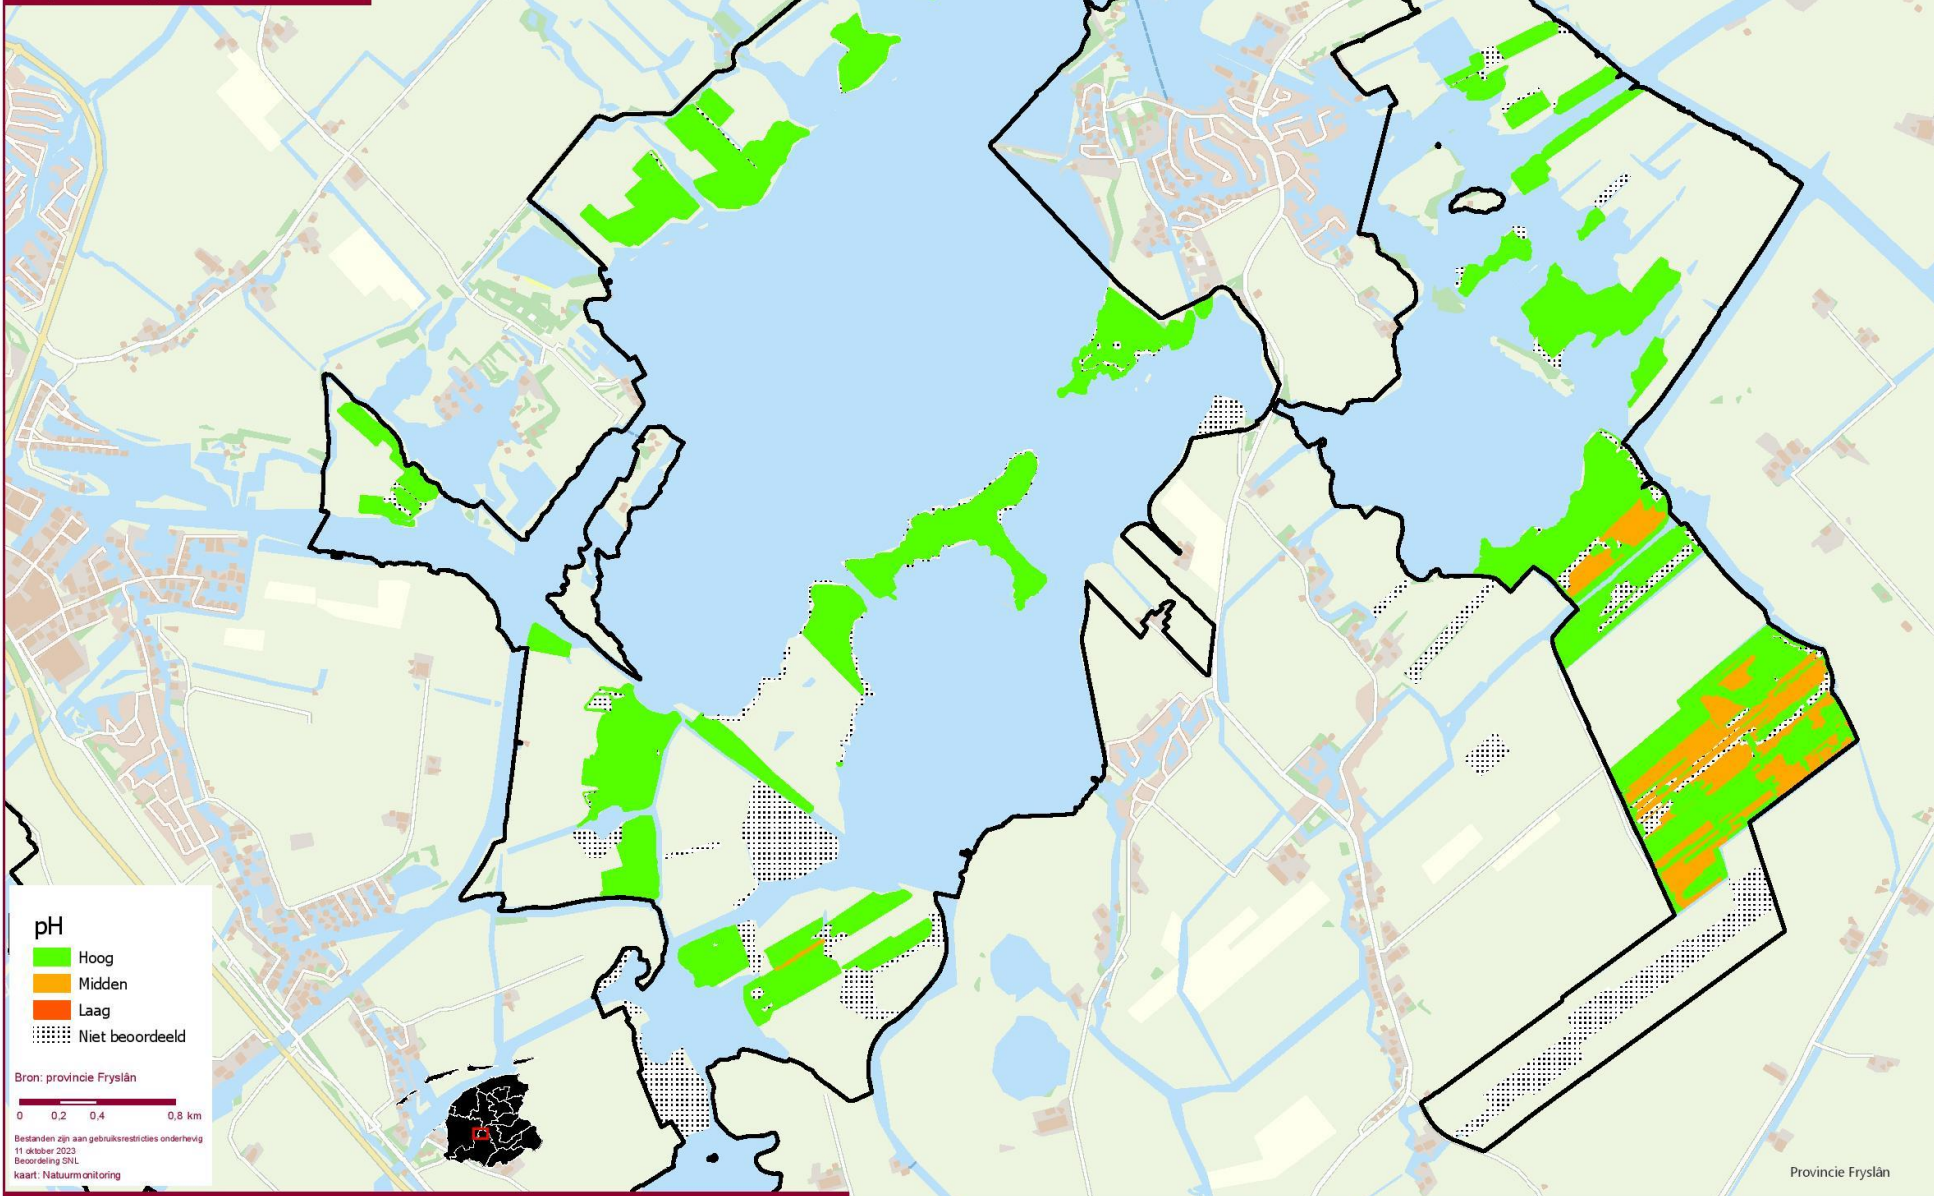 pH
Hoog
Midden
Laag
Niet beoordeeld
Bron: provincie Fryslân
0 0,2 0,4 0,8 km
Bestanden zijn aan gebruiksrestricties onderhevig
11 oktober 2023
Beoordeling SNL
kaart: Natuurmonitoring
Provincie Fryslân